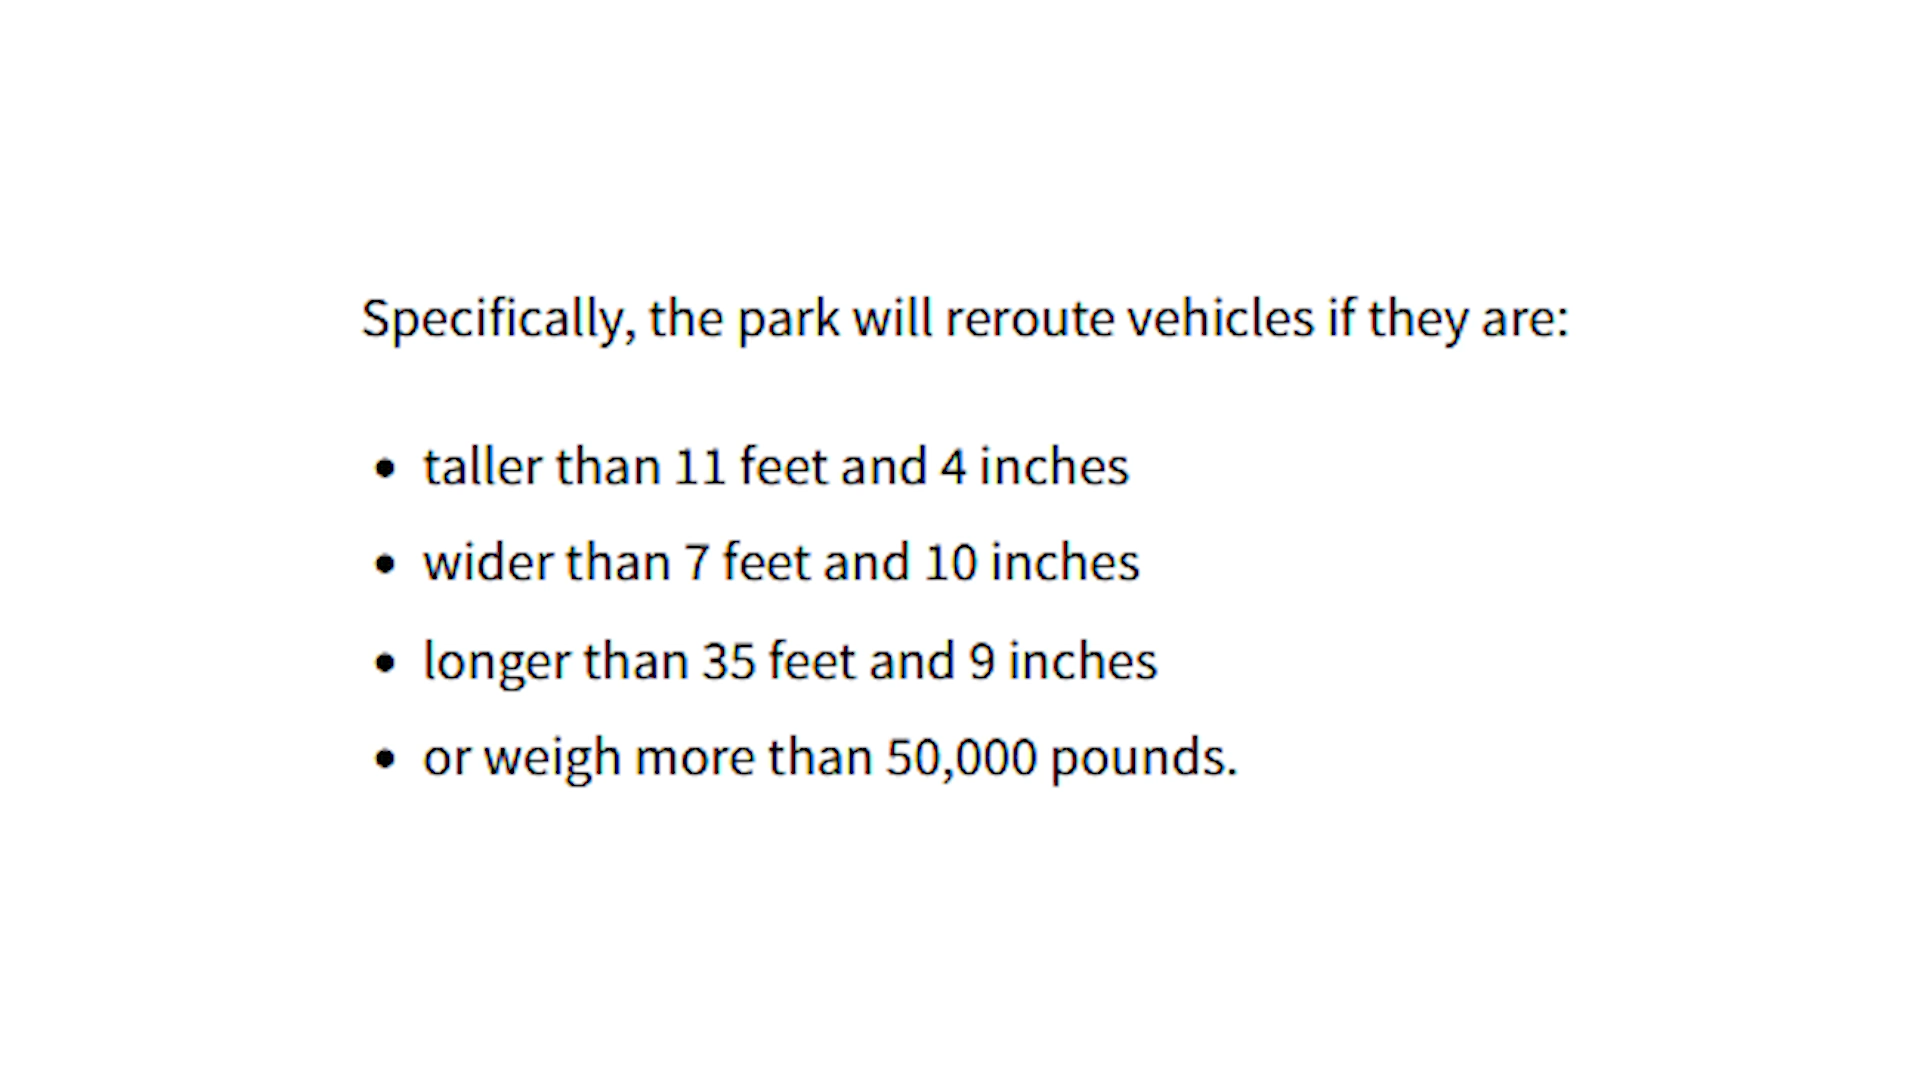 Specifically, the park will reroute vehicles if they are:
• taller than 11 feet and 4 inches
• wider than 7 feet and 10 inches
• longer than 35 feet and 9 inches
• or weigh more than 50,000 pounds.